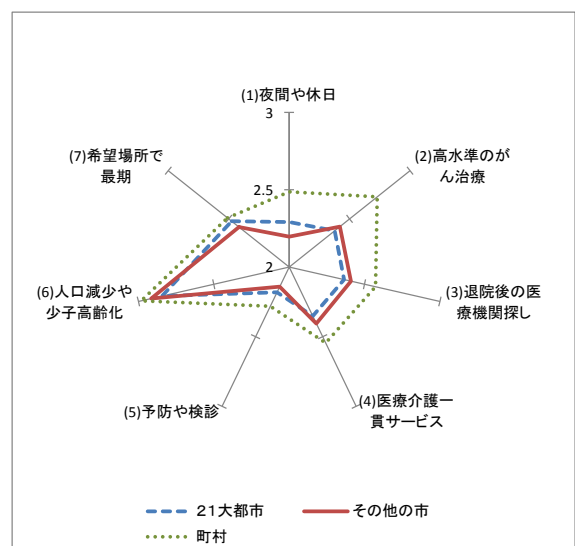 (1)夜間や休日
3
(7)希望場所で
最期
(2)高水準のが
ん治療
2.5
2
(6)人口減少や
少子高齢化
(3)退院後の医
療機関探し
(5)予防や検診
(4)医療介護一
貫サービス
21大都市
その他の市
町村